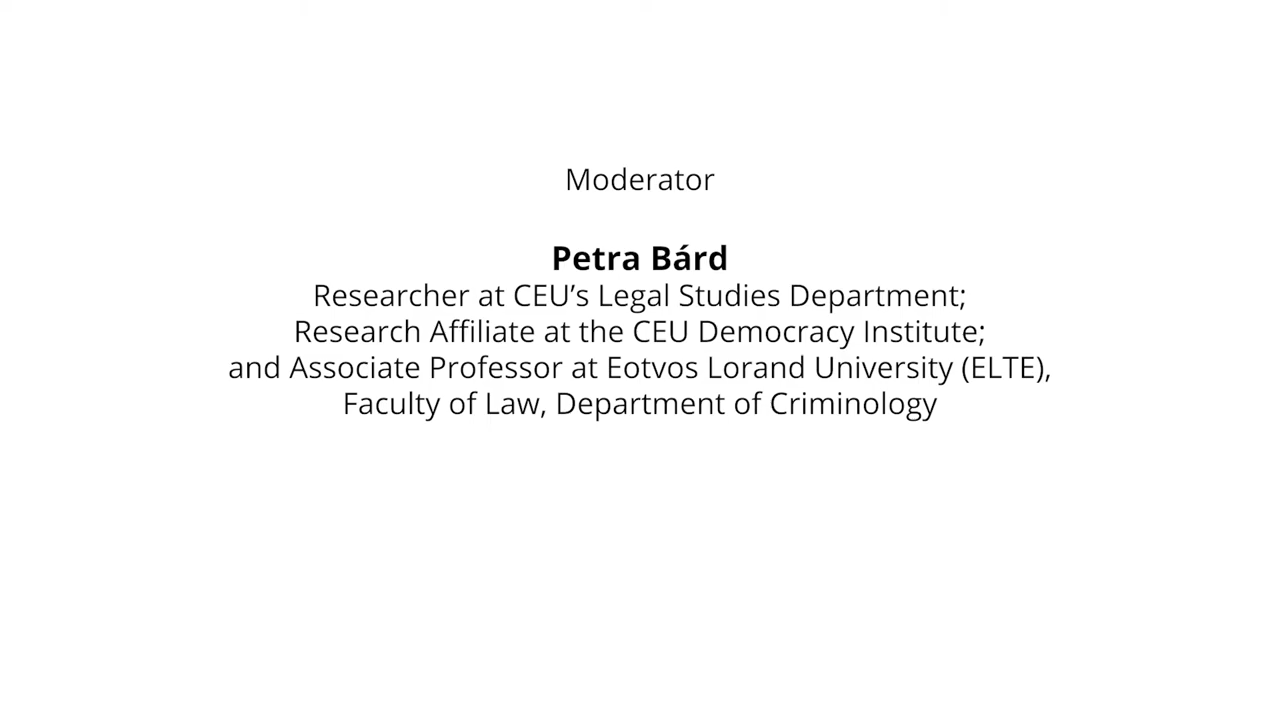 Moderator
Petra Bárd
Researcher at CEU’s Legal Studies Department;
Research Affiliate at the CEU Democracy Institute;
and Associate Professor at Eotvos Lorand University (ELTE),
Faculty of Law, Department of Criminology